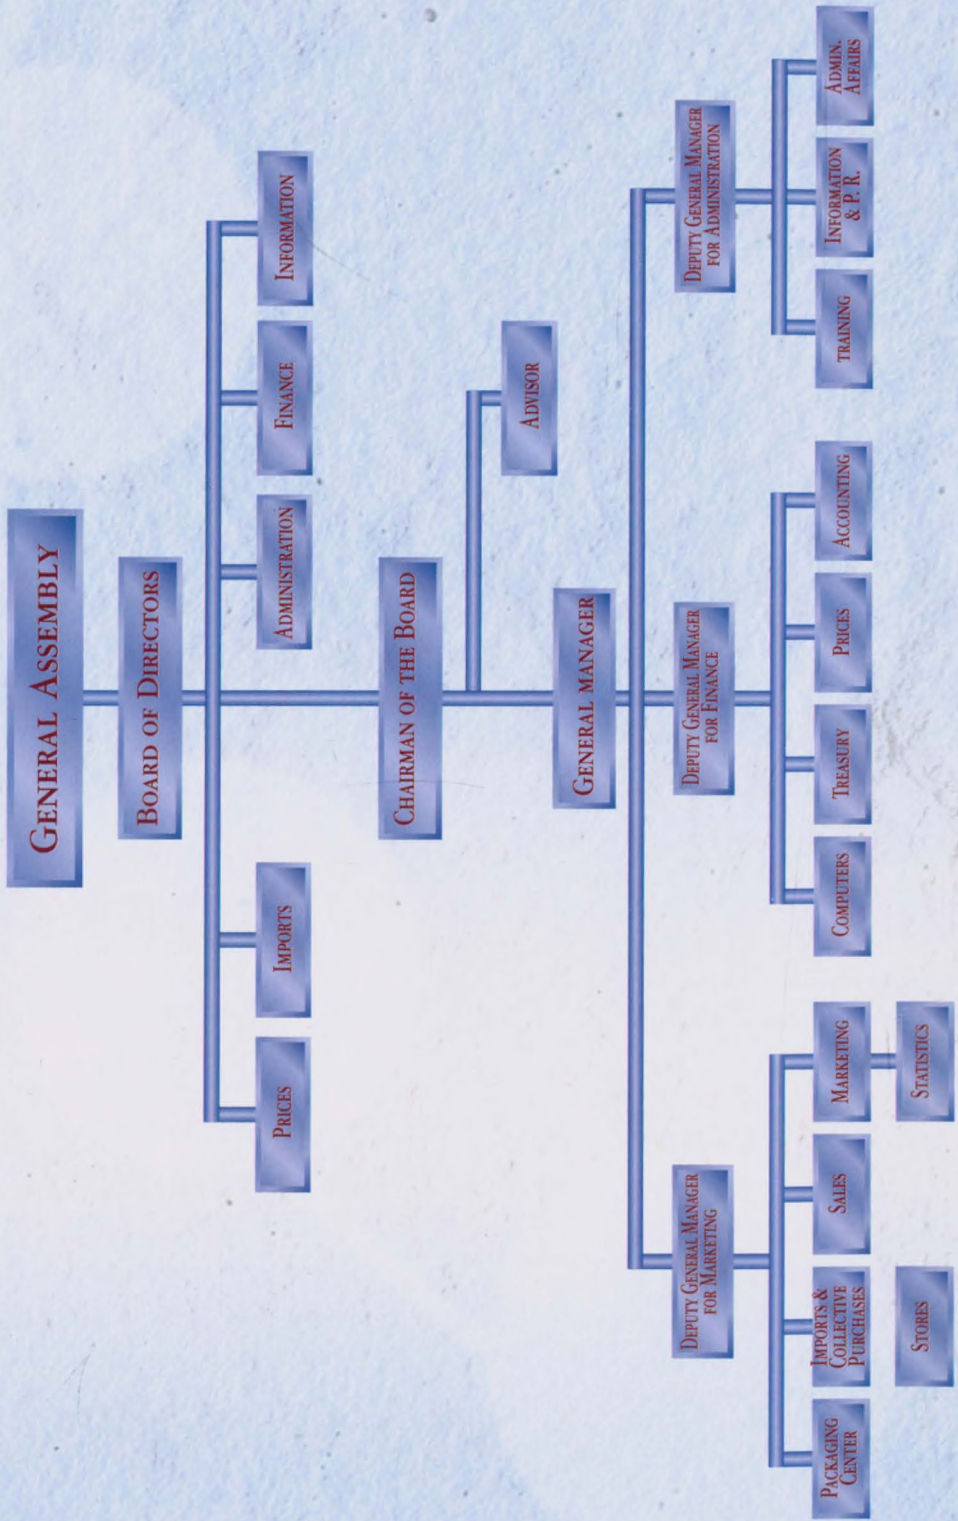 GENERAL ASSEMBLY
BOARD OF DIRECTORS
PRICES
IMPORTS
ADMINISTRATION
FINANCE
INFORMATION
CHAIRMAN OF THE BOARD
ADVISOR
GENERAL MANAGER
DEPUTY GENERAL MANAGER
FOR MARKETING
DEPUTY GENERAL MANAGER
FOR FINANCE
DEPUTY GENERAL MANAGER
FOR ADMINISTRATION
PACKAGING
CENTER
IMPORTS &
COLLECTIVE
PURCHASES
SALES
MARKETING
COMPUTERS
TREASURY
PRICES
ACCOUNTING
TRAINING
INFORMATION
& P. R.
ADMIN.
AFFAIRS
STORES
STATISTICS